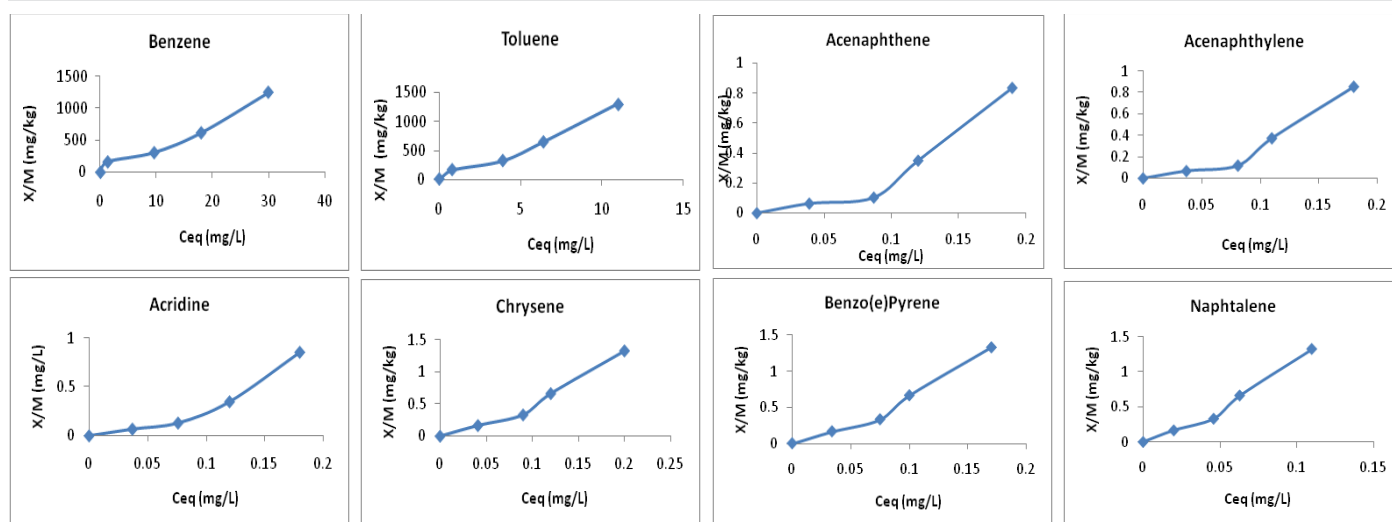 Benzene
X/M (mg/kg)
1500
1000
500
0
0 10 20 30 40
Ceq (mg/L)
Toluene
X/M (mg/kg)
1500
1000
500
0
0 5 10 15
Ceq (mg/L)
Acenaphthene
X/M (mg/kg)
1
0.8
0.6
0.4
0.2
0
0 0.05 0.1 0.15 0.2
Ceq (mg/L)
Acenaphthylene
X/M (mg/kg)
1
0.8
0.6
0.4
0.2
0
0 0.05 0.1 0.15 0.2
Ceq (mg/L)
Acridine
X/M (mg/L)
1
0.5
0
0 0.05 0.1 0.15 0.2
Ceq (mg/L)
Chrysene
X/M (mg/kg)
1.5
1
0.5
0
0 0.05 0.1 0.15 0.2 0.25
Ceq (mg/L)
Benzo(e)Pyrene
X/M (mg/kg)
1.5
1
0.5
0
0 0.05 0.1 0.15 0.2
Ceq (mg/L)
Naphtalene
X/M (mg/kg)
1.5
1
0.5
0
0 0.05 0.1 0.15
Ceq (mg/L)